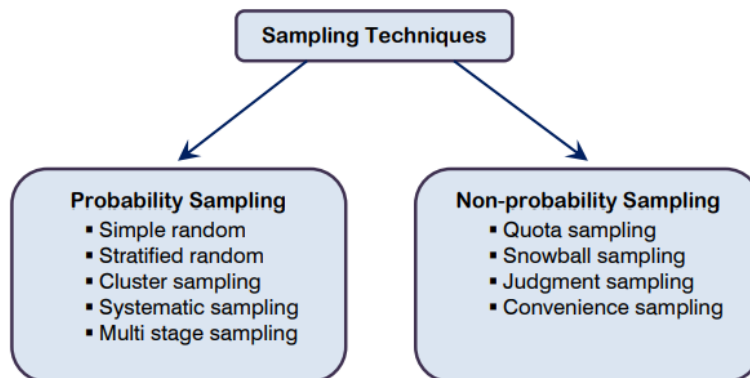 Sampling Techniques
Probability Sampling
▪ Simple random
▪ Stratified random
▪ Cluster sampling
▪ Systematic sampling
▪ Multi stage sampling
Non-probability Sampling
▪ Quota sampling
▪ Snowball sampling
▪ Judgment sampling
▪ Convenience sampling